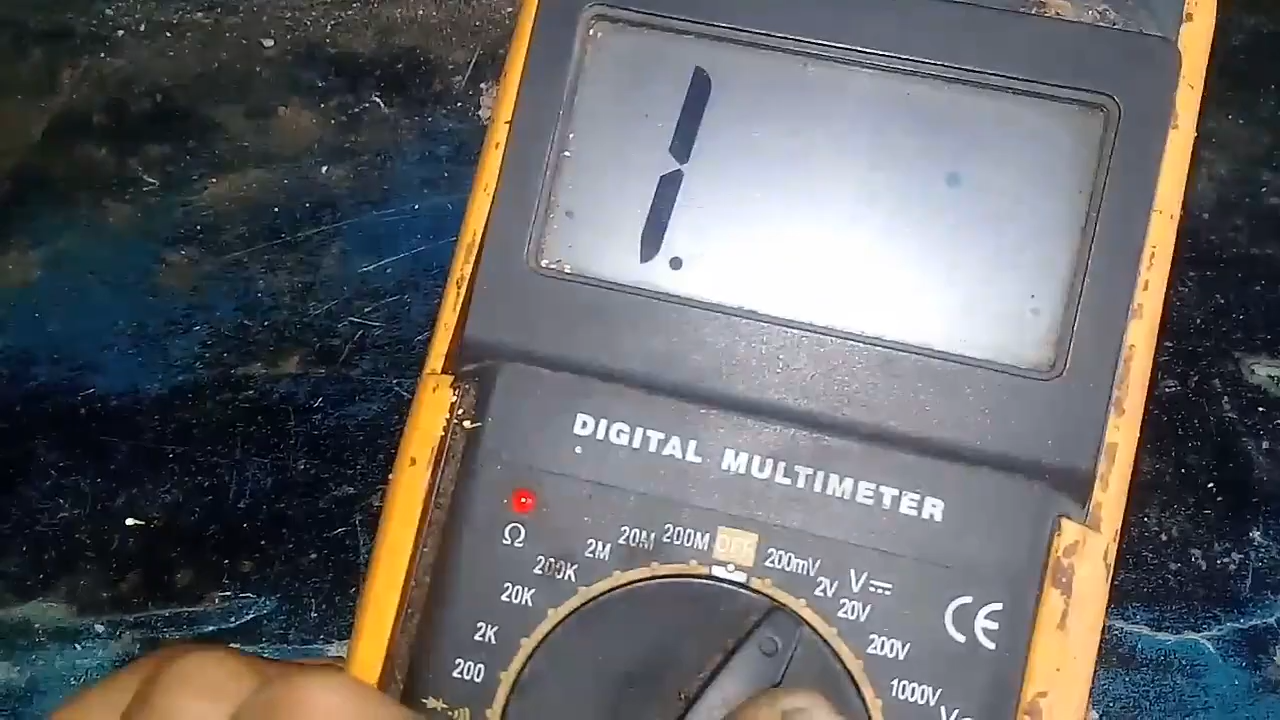 1.
DIGITAL MULTIMETER
Ω
200M
OFF
200mV
20M
2M
2V
V⎓
200K
20V
20K
CE
200V
2K
200
1000V